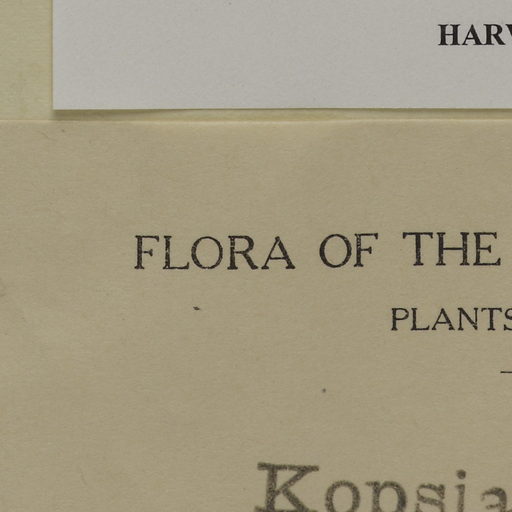 HARV
FLORA OF THE
PLANTS
Kopsia